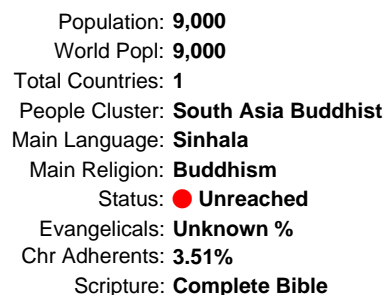 Population: 9,000
World Popl: 9,000
Total Countries: 1
People Cluster: South Asia Buddhist
Main Language: Sinhala
Main Religion: Buddhism
Status: Unreached
Evangelicals: Unknown %
Chr Adherents: 3.51%
Scripture: Complete Bible